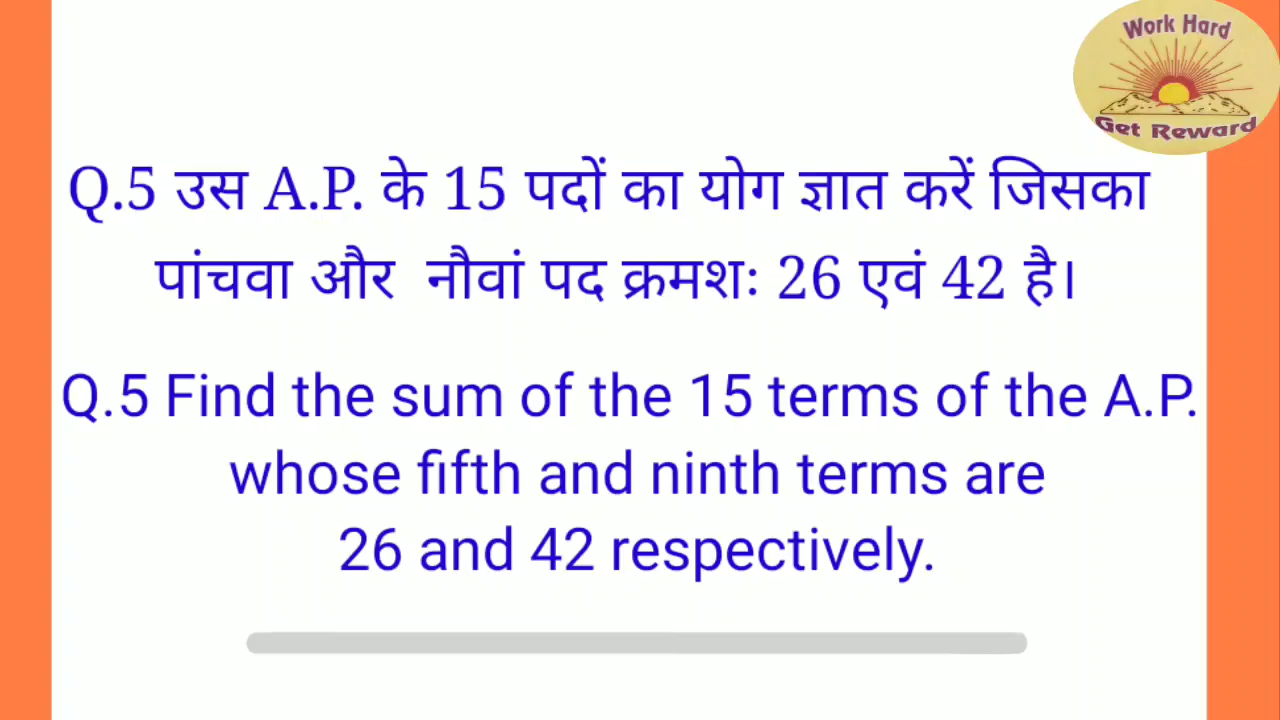 Work Hard
Get Reward
Q.5 उस A.P. के 15 पदों का योग ज्ञात करें जिसका
पांचवा और नौवां पद क्रमशः 26 एवं 42 है।
Q.5 Find the sum of the 15 terms of the A.P.
whose fifth and ninth terms are
26 and 42 respectively.